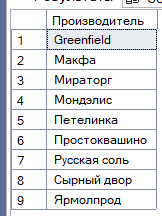 Производитель
1 Greenfield
2 Макфа
3 Мираторг
4 Мондэлис
5 Петелинка
6 Простоквашино
7 Русская соль
8 Сырный двор
9 Ярмолпрод